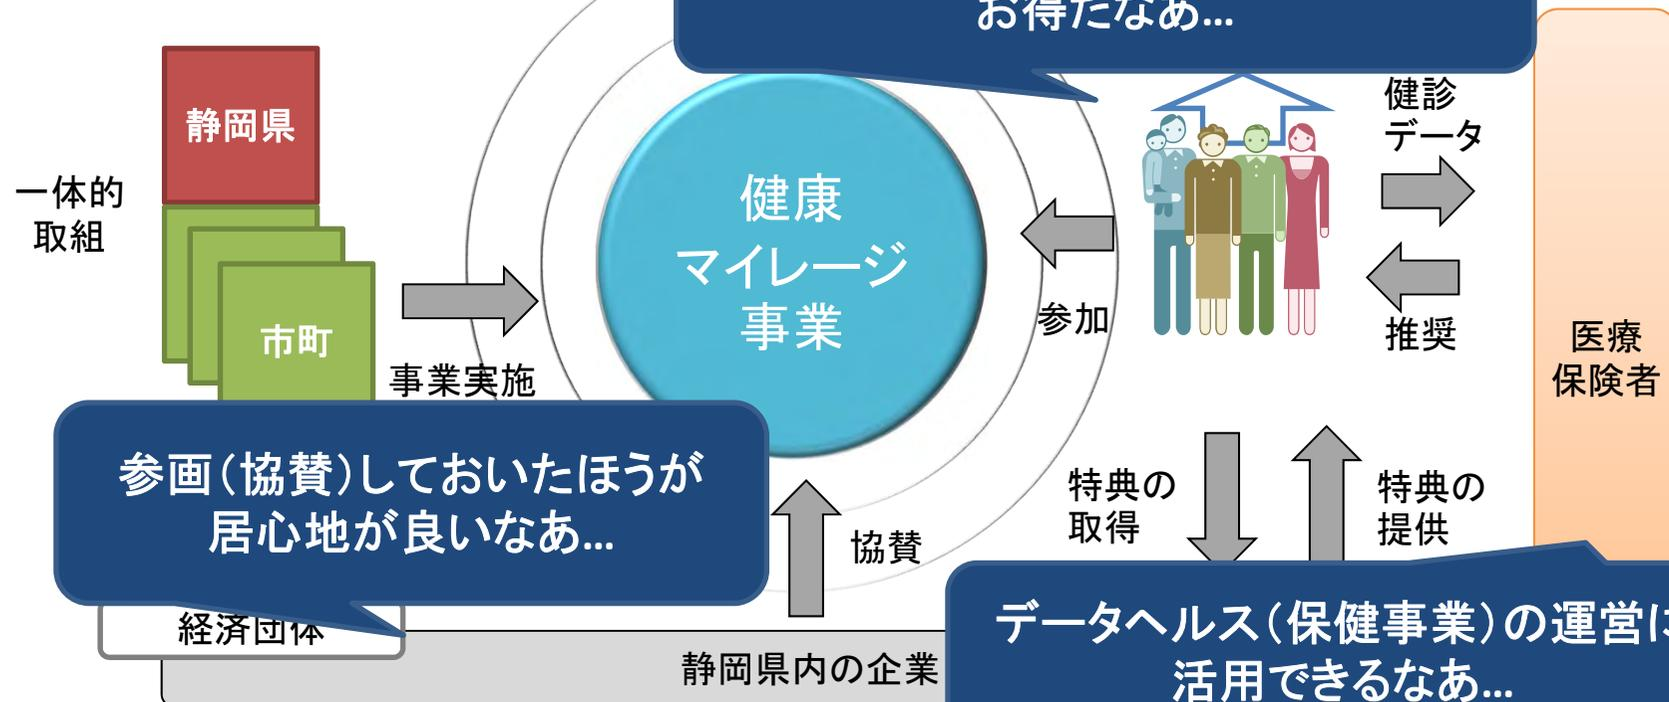 お得だなあ…
静岡県
一体的
取組
市町
事業実施
健康
マイレージ
事業
参加
健診
データ
推奨
医療
保険者
参画(協賛)しておいたほうが
居心地が良いなあ…
協賛
特典の
取得
特典の
提供
経済団体
静岡県内の企業
データヘルス(保健事業)の運営に
活用できるなあ…